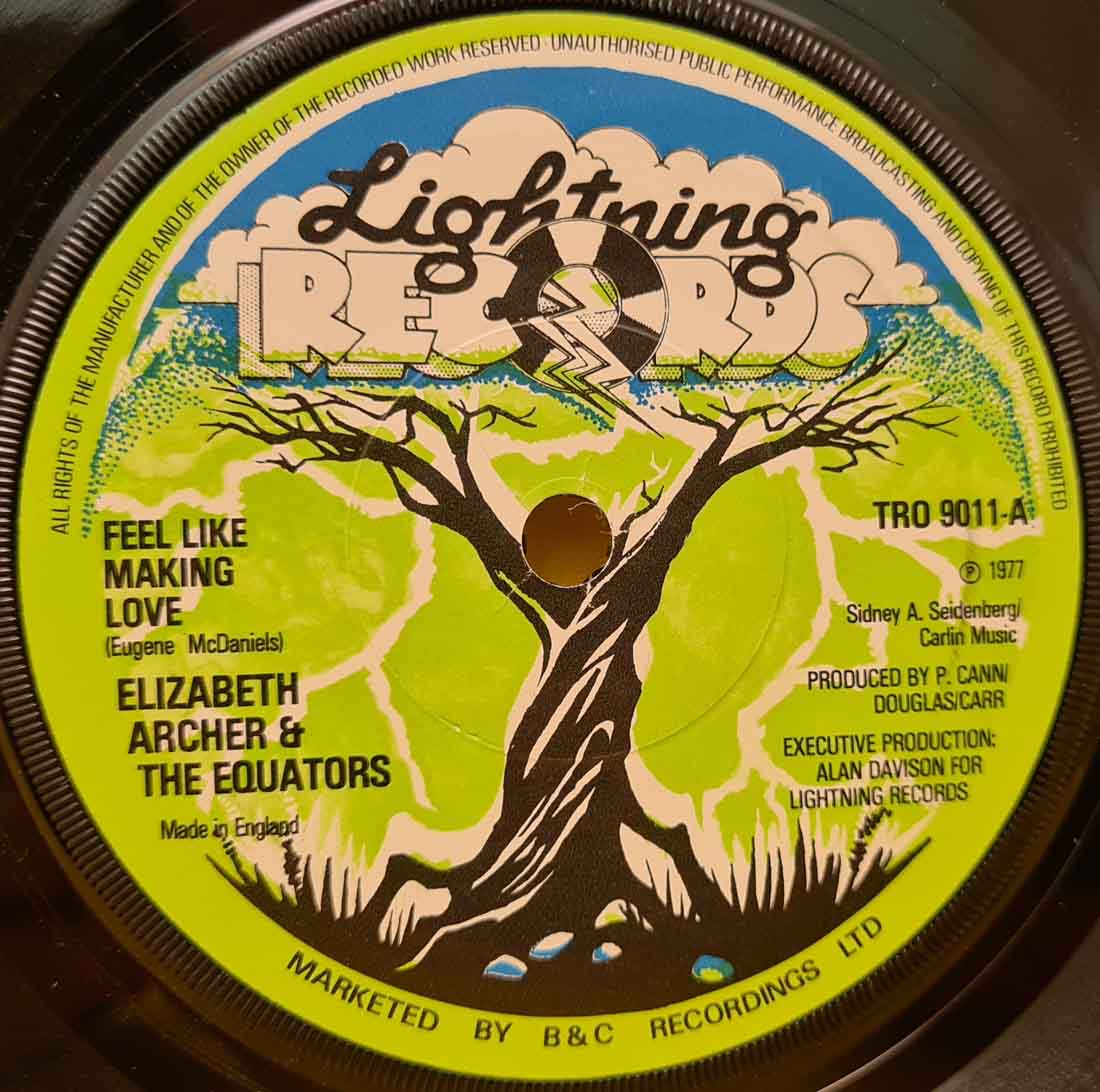 ALL RIGHTS OF THE MANUFACTURER AND OF THE OWNER OF THE RECORDED WORK RESERVED · UNAUTHORISED PUBLIC PERFORMANCE BROADCASTING AND COPYING OF THIS RECORD PROHIBITED
Lightning
RECORDS
FEEL LIKE
MAKING
LOVE
(Eugene McDaniels)
ELIZABETH
ARCHER &
THE EQUATORS
Made in England
TRO 9011-A
℗ 1977
Sidney A. Seidenberg/
Carlin Music
PRODUCED BY P. CANN/
DOUGLAS/CARR
EXECUTIVE PRODUCTION:
ALAN DAVISON FOR
LIGHTNING RECORDS
MARKETED BY B & C RECORDINGS LTD